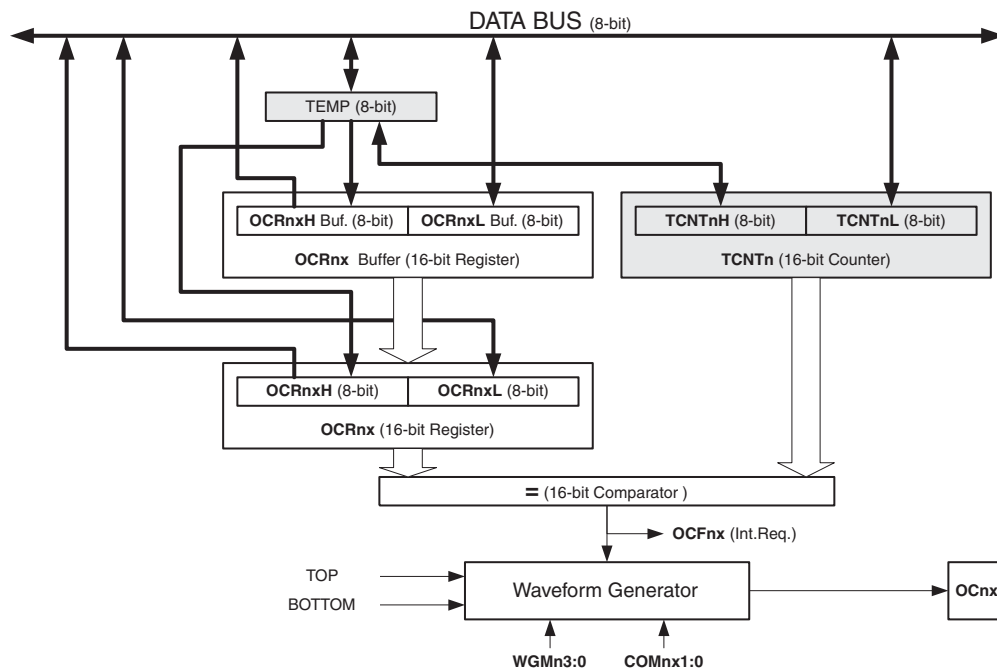 DATA BUS (8-bit)
TEMP (8-bit)
OCRnxH Buf. (8-bit) OCRnxL Buf. (8-bit)
OCRnx Buffer (16-bit Register)
TCNTnH (8-bit) TCNTnL (8-bit)
TCNTn (16-bit Counter)
OCRnxH (8-bit) OCRnxL (8-bit)
OCRnx (16-bit Register)
= (16-bit Comparator )
OCFnx (Int.Req.)
TOP
BOTTOM
Waveform Generator
OCnx
WGMn3:0 COMnx1:0